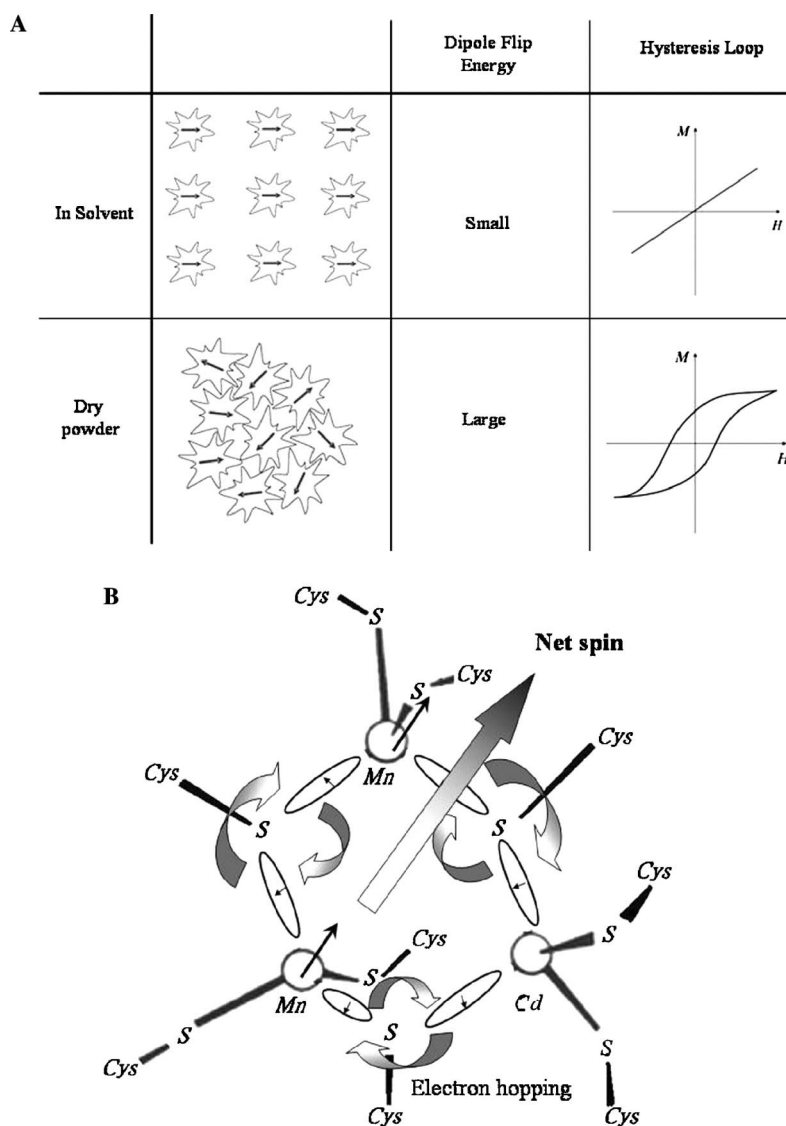 A
Dipole Flip
Energy
Hysteresis Loop
In Solvent
Small
M
H
Dry
powder
Large
M
H
B
Cys
S
Net spin
S
Cys
Mn
Cys
Cys
S
S
Cys
Cys
S
S
Mn
Cd
S
S
S
Cys
Electron hopping
Cys
Cys